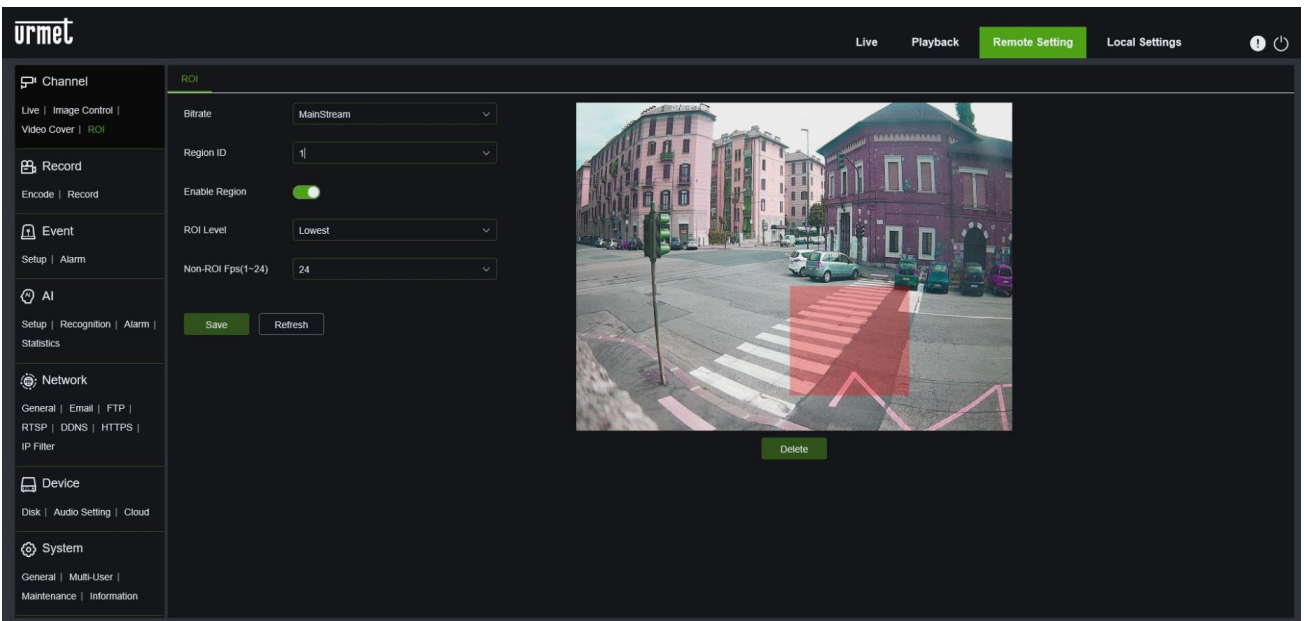 urmet
Live Playback Remote Setting Local Settings
Channel
Live | Image Control |
Video Cover | ROI
Record
Encode | Record
Event
Setup | Alarm
AI
Setup | Recognition | Alarm |
Statistics
Network
General | Email | FTP |
RTSP | DDNS | HTTPS |
IP Filter
Device
Disk | Audio Setting | Cloud
System
General | Multi-User |
Maintenance | Information
ROI
Bitrate MainStream
Region ID 1
Enable Region
ROI Level Lowest
Non-ROI Fps(1~24) 24
Save Refresh
Delete